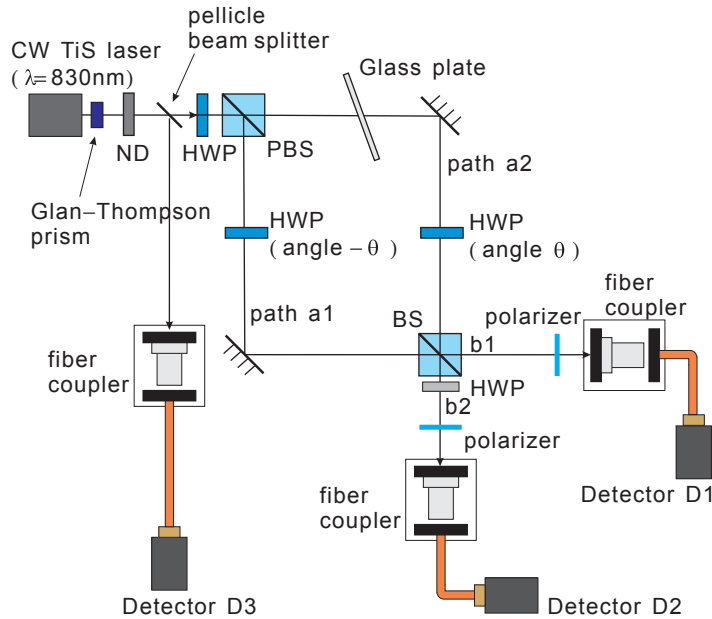 pellicle
beam splitter
CW TiS laser
( λ=830nm)
Glass plate
ND
HWP
PBS
path a2
Glan–Thompson
prism
HWP
( angle – θ )
HWP
( angle θ )
path a1
BS
polarizer
fiber
coupler
b1
HWP
b2
polarizer
fiber
coupler
fiber
coupler
Detector D1
Detector D3
Detector D2